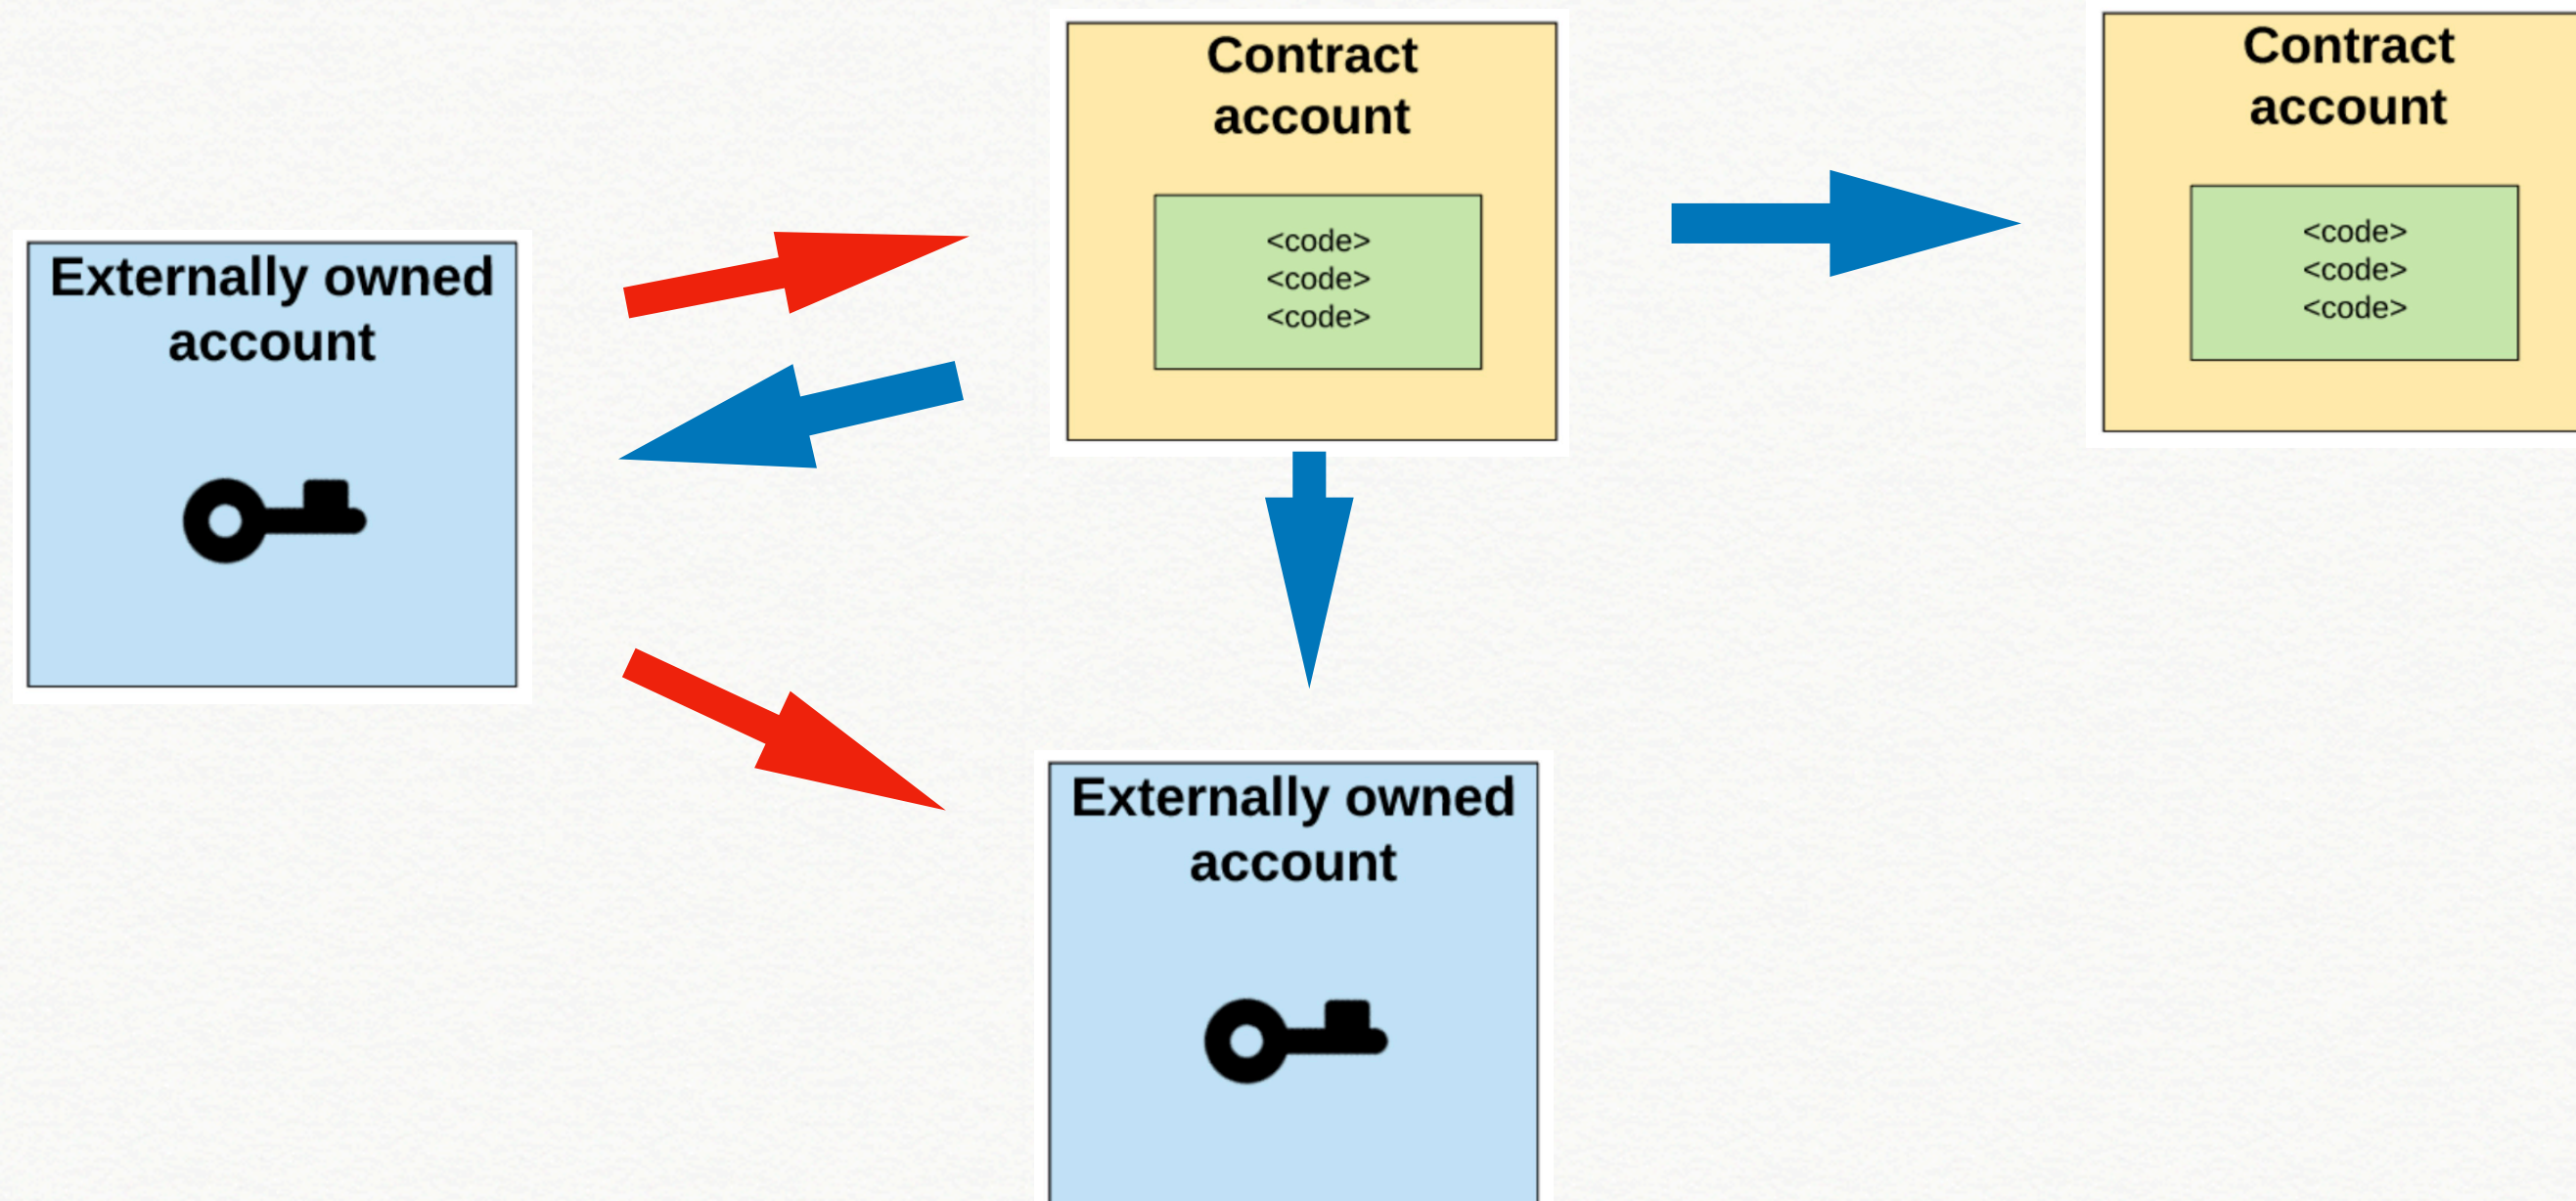 Externally owned
account
Contract
account
<code>
<code>
<code>
Contract
account
<code>
<code>
<code>
Externally owned
account